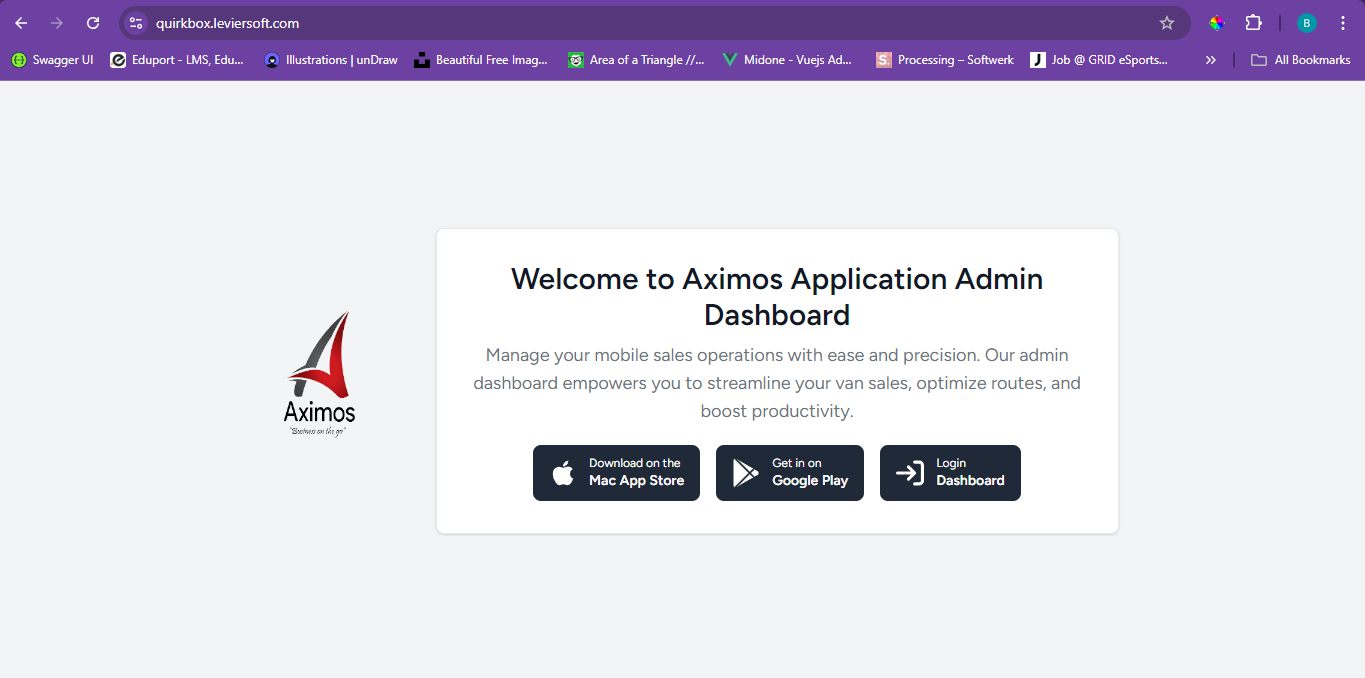 quirkbox.leviersoft.com
B
Swagger UI
Eduport - LMS, Edu...
Illustrations | unDraw
Beautiful Free Imag...
Area of a Triangle //...
Midone - Vuejs Ad...
S.
Processing – Softwerk
J
Job @ GRID eSports...
»
All Bookmarks
Welcome to Aximos Application Admin
Dashboard
Manage your mobile sales operations with ease and precision. Our admin
dashboard empowers you to streamline your van sales, optimize routes, and
boost productivity.
Aximos
"Business on the go"
Download on the
Mac App Store
Get in on
Google Play
Login
Dashboard